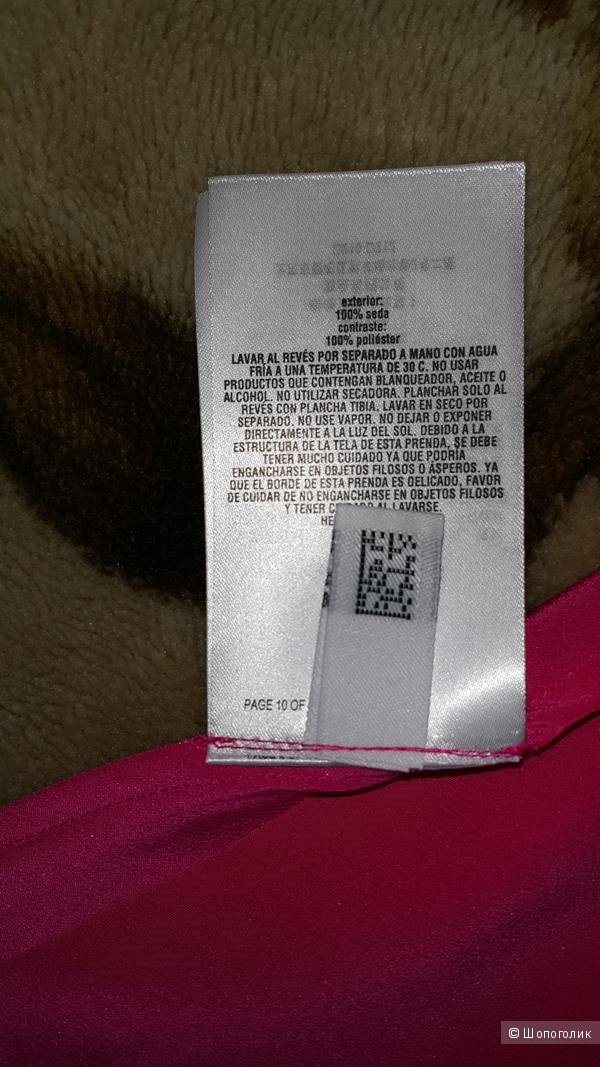 exterior:
100% seda
contraste:
100% poliéster
LAVAR AL REVÉS POR SEPARADO A MANO CON AGUA
FRÍA A UNA TEMPERATURA DE 30 C. NO USAR
PRODUCTOS QUE CONTENGAN BLANQUEADOR, ACEITE O
ALCOHOL. NO UTILIZAR SECADORA. PLANCHAR SOLO AL
REVÉS CON PLANCHA TIBIA. LAVAR EN SECO POR
SEPARADO. NO USE VAPOR. NO DEJAR O EXPONER
DIRECTAMENTE A LA LUZ DEL SOL. DEBIDO A LA
ESTRUCTURA DE LA TELA DE ESTA PRENDA, SE DEBE
TENER MUCHO CUIDADO YA QUE PODRÍA
ENGANCHARSE EN OBJETOS FILOSOS O ÁSPEROS. YA
QUE EL BORDE DE ESTA PRENDA ES DELICADO, FAVOR
DE CUIDAR DE NO ENGANCHARSE EN OBJETOS FILOSOS
Y TENER AL LAVARSE.
HE
PAGE 10 OF
© Шопоголик